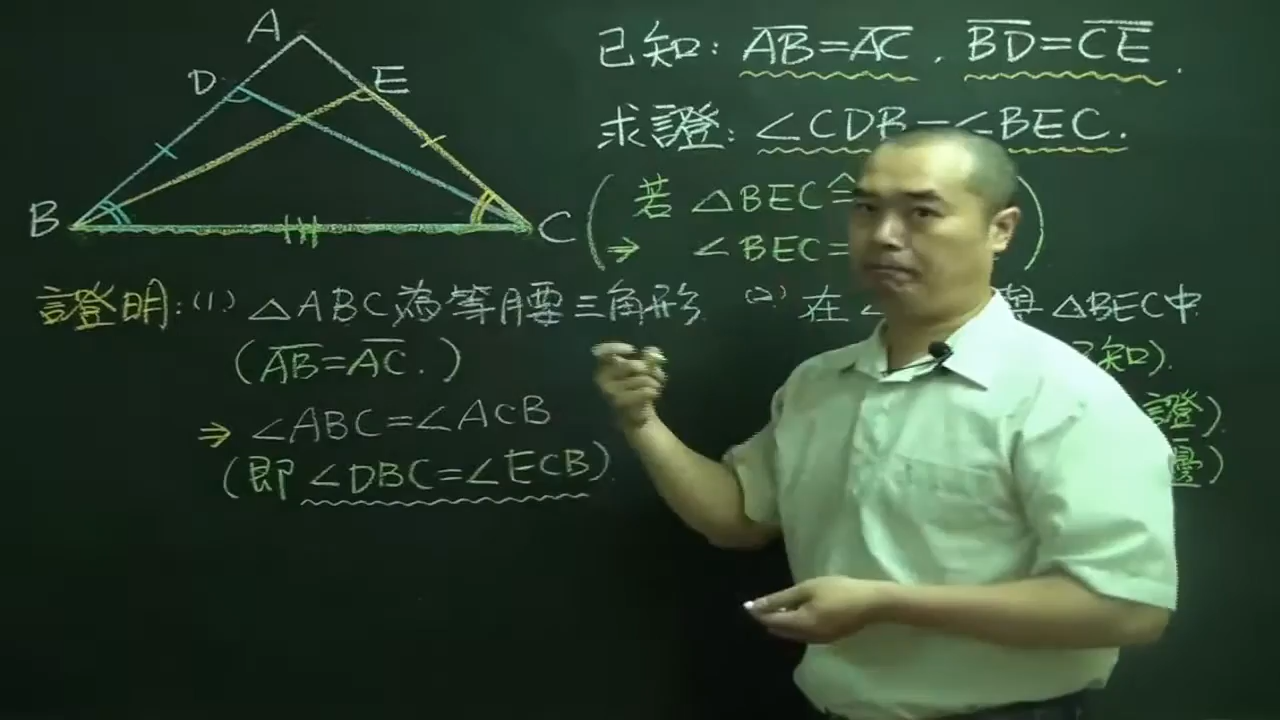 A
D
E
B
C
已知: AB=AC, BD=CE.
求證: ∠CDB=∠BEC.
(若 △BEC≅
⇒ ∠BEC= )
證明:(1) △ABC為等腰三角形
(AB=AC.)
⇒ ∠ABC=∠ACB
(即 ∠DBC=∠ECB)
(2) 在 與 △BEC中
知).
證).
邊)